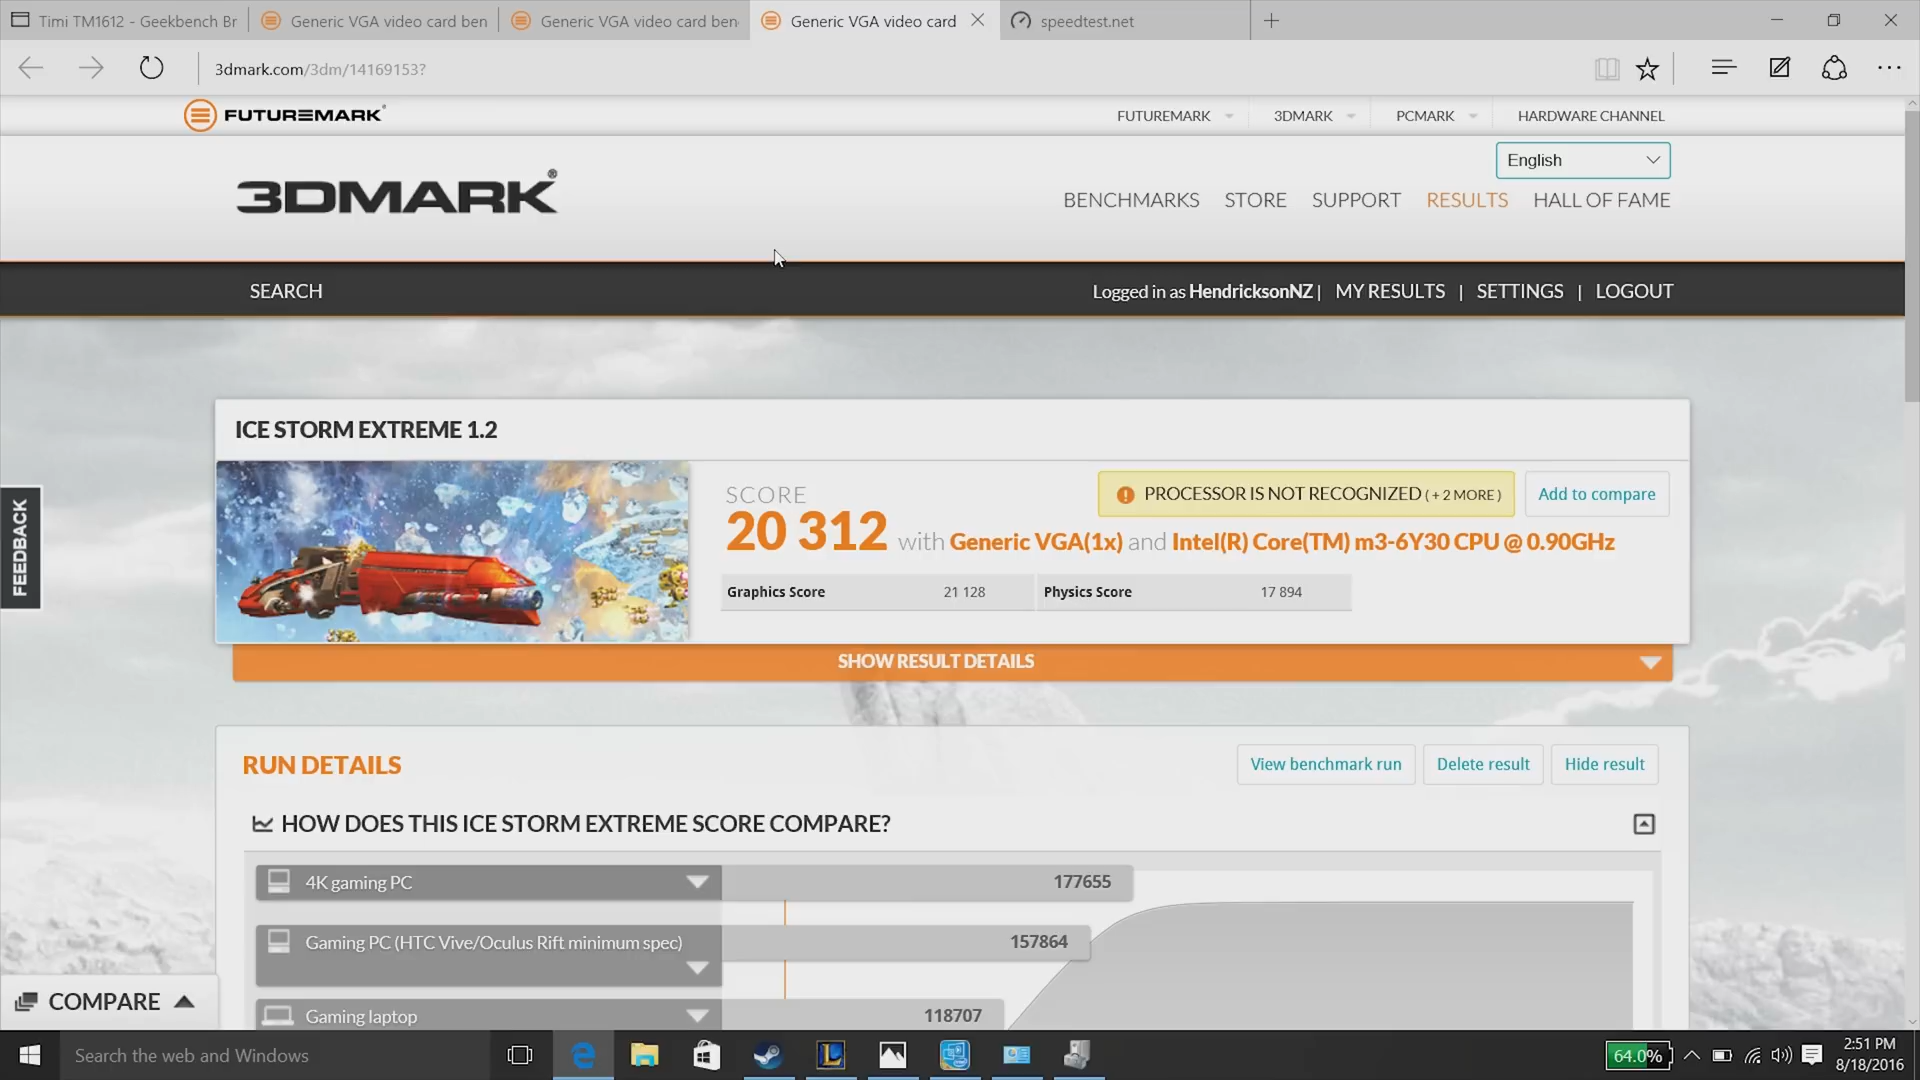 Timi TM1612 - Geekbench Br
Generic VGA video card ben
Generic VGA video card ben
Generic VGA video card
speedtest.net
3dmark.com/3dm/14169153?
FUTUREMARK
FUTUREMARK
3DMARK
PCMARK
HARDWARE CHANNEL
English
3DMARK®
BENCHMARKS
STORE
SUPPORT
RESULTS
HALL OF FAME
SEARCH
Logged in as HendricksonNZ | MY RESULTS | SETTINGS | LOGOUT
ICE STORM EXTREME 1.2
SCORE
PROCESSOR IS NOT RECOGNIZED ( + 2 MORE )
Add to compare
20 312 with Generic VGA(1x) and Intel(R) Core(TM) m3-6Y30 CPU @ 0.90GHz
Graphics Score 21 128
Physics Score 17 894
FEEDBACK
SHOW RESULT DETAILS
RUN DETAILS
View benchmark run
Delete result
Hide result
HOW DOES THIS ICE STORM EXTREME SCORE COMPARE?
4K gaming PC
177655
Gaming PC (HTC Vive/Oculus Rift minimum spec)
157864
Gaming laptop
118707
COMPARE
Search the web and Windows
64.0%
2:51 PM
8/18/2016